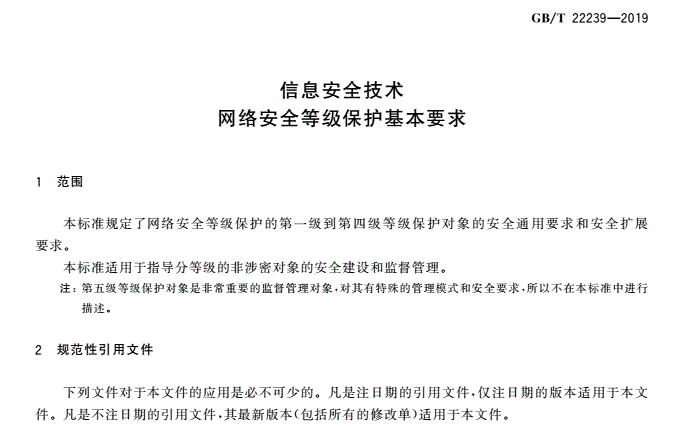 GB/T 22239—2019
信息安全技术
网络安全等级保护基本要求
1 范围
本标准规定了网络安全等级保护的第一级到第四级等级保护对象的安全通用要求和安全扩展
要求。
本标准适用于指导分等级的非涉密对象的安全建设和监督管理。
注：第五级等级保护对象是非常重要的监督管理对象,对其有特殊的管理模式和安全要求,所以不在本标准中进行
描述。
2 规范性引用文件
下列文件对于本文件的应用是必不可少的。凡是注日期的引用文件,仅注日期的版本适用于本文
件。凡是不注日期的引用文件,其最新版本(包括所有的修改单)适用于本文件。